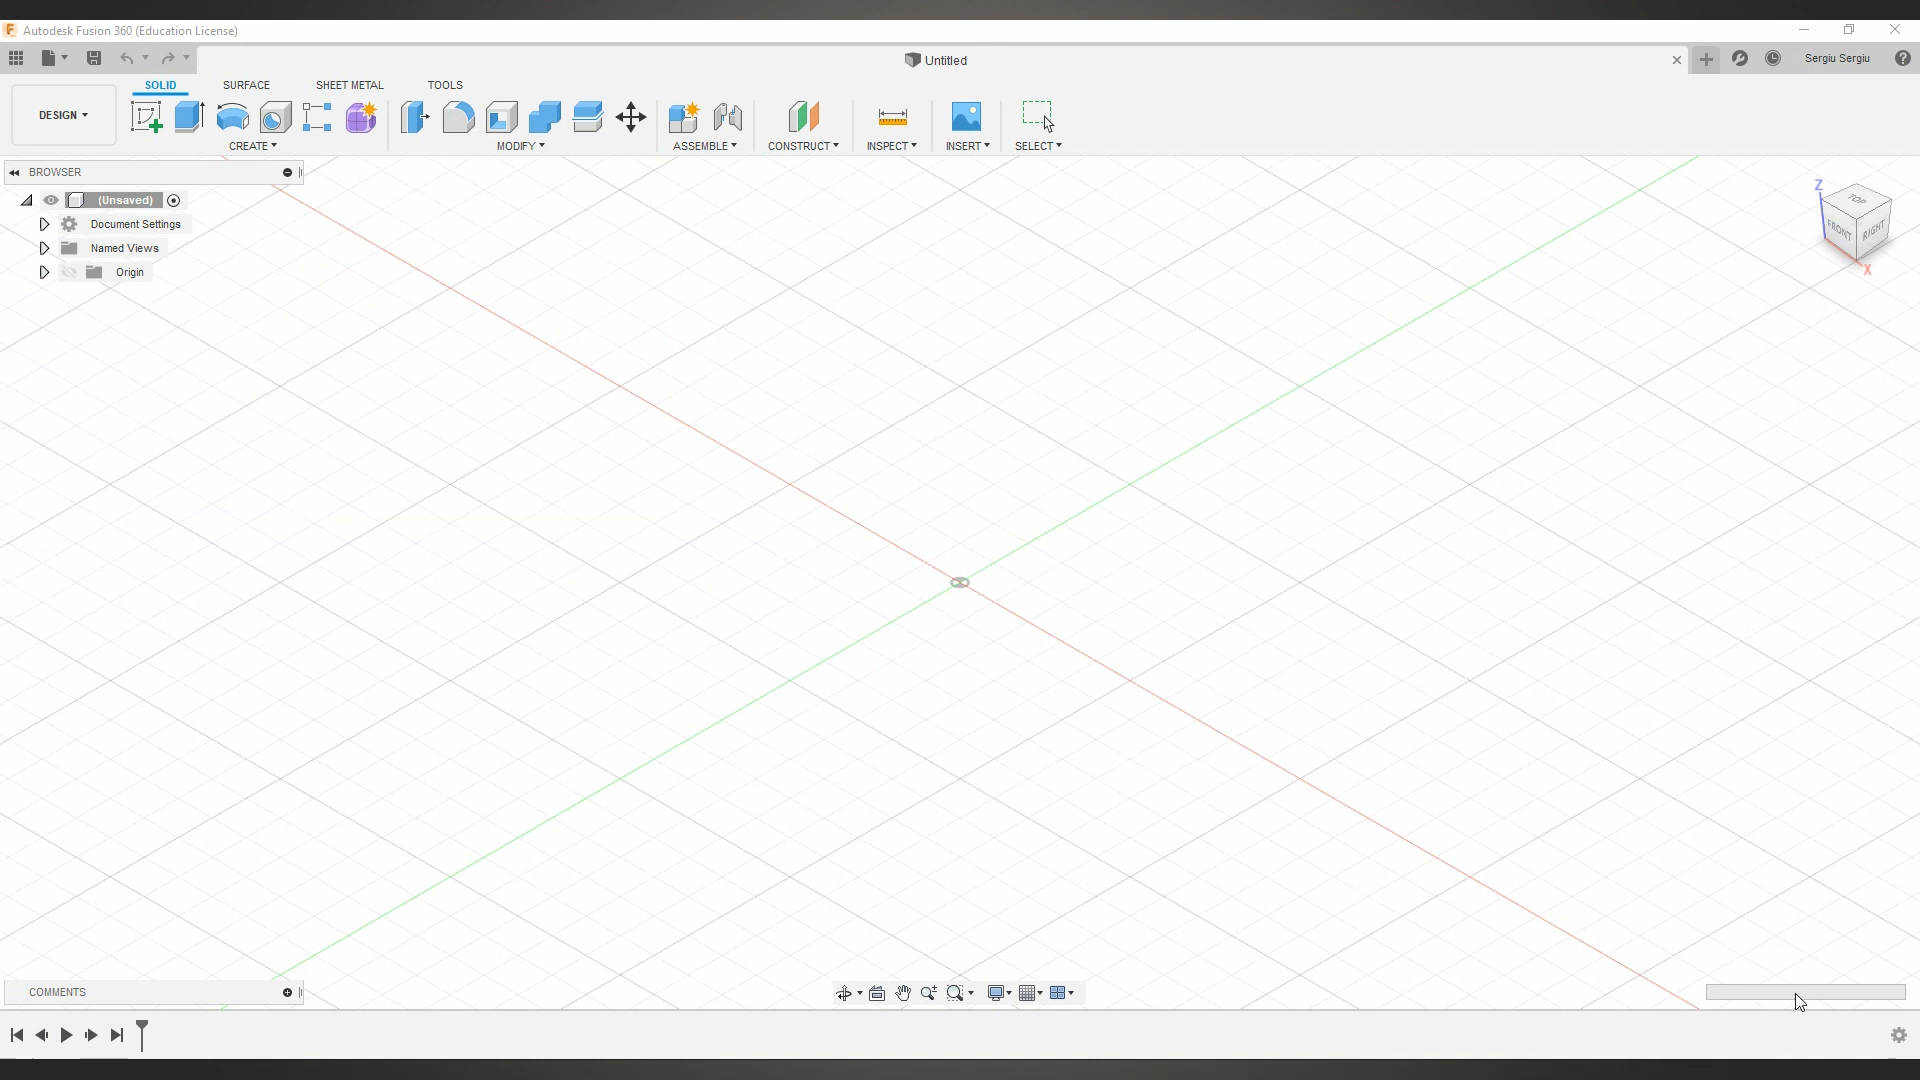 Autodesk Fusion 360 (Education License)
Untitled
Sergiu Sergiu
SOLID SURFACE SHEET METAL TOOLS
DESIGN
CREATE MODIFY ASSEMBLE CONSTRUCT INSPECT INSERT SELECT
BROWSER
(Unsaved)
Document Settings
Named Views
Origin
Z
TOP
FRONT RIGHT
X
COMMENTS